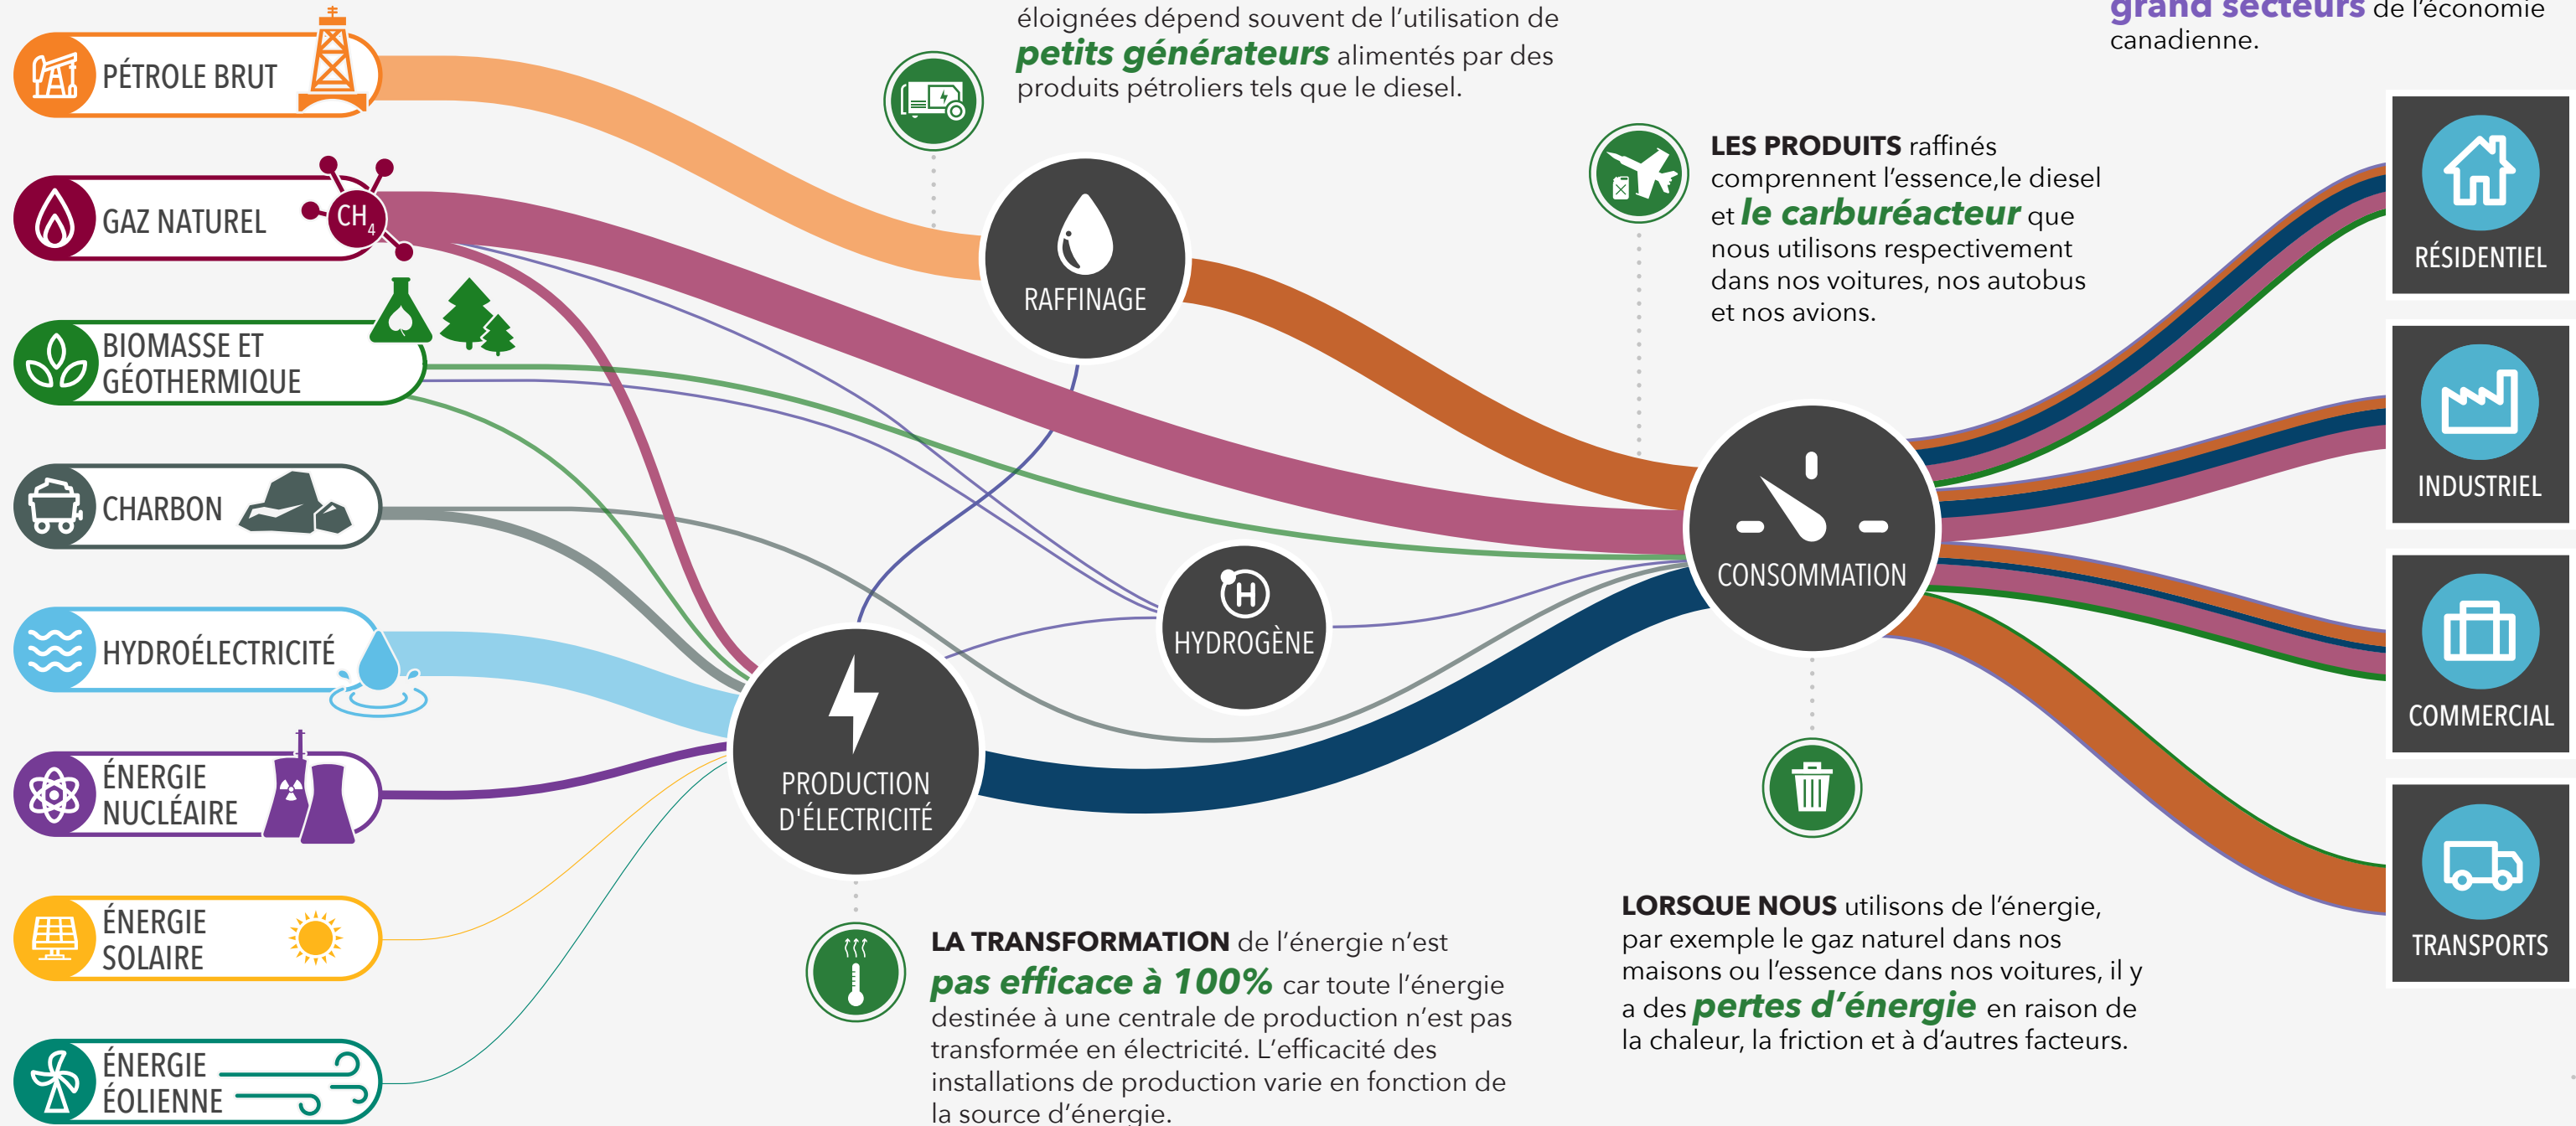 éloignées dépend souvent de l'utilisation de
petits générateurs alimentés par des
produits pétroliers tels que le diesel.
grand secteurs de l'économie
canadienne.
PÉTROLE BRUT
GAZ NATUREL
CH4
BIOMASSE ET
GÉOTHERMIQUE
CHARBON
HYDROÉLECTRICITÉ
ÉNERGIE
NUCLÉAIRE
ÉNERGIE
SOLAIRE
ÉNERGIE
ÉOLIENNE
RAFFINAGE
LES PRODUITS raffinés
comprennent l'essence,le diesel
et le carburéacteur que
nous utilisons respectivement
dans nos voitures, nos autobus
et nos avions.
H
HYDROGÈNE
PRODUCTION
D'ÉLECTRICITÉ
CONSOMMATION
RÉSIDENTIEL
INDUSTRIEL
COMMERCIAL
TRANSPORTS
LA TRANSFORMATION de l'énergie n'est
pas efficace à 100% car toute l'énergie
destinée à une centrale de production n'est pas
transformée en électricité. L'efficacité des
installations de production varie en fonction de
la source d'énergie.
LORSQUE NOUS utilisons de l'énergie,
par exemple le gaz naturel dans nos
maisons ou l'essence dans nos voitures, il y
a des pertes d'énergie en raison de
la chaleur, la friction et à d'autres facteurs.